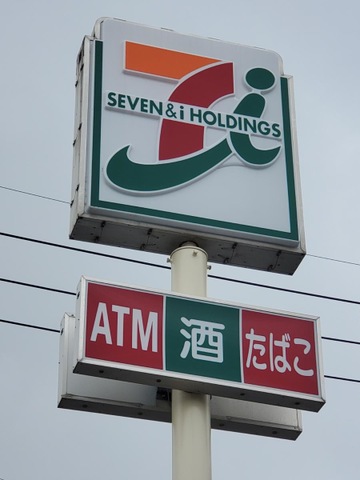 SEVEN & i HOLDINGS
ATM 酒 たばこ